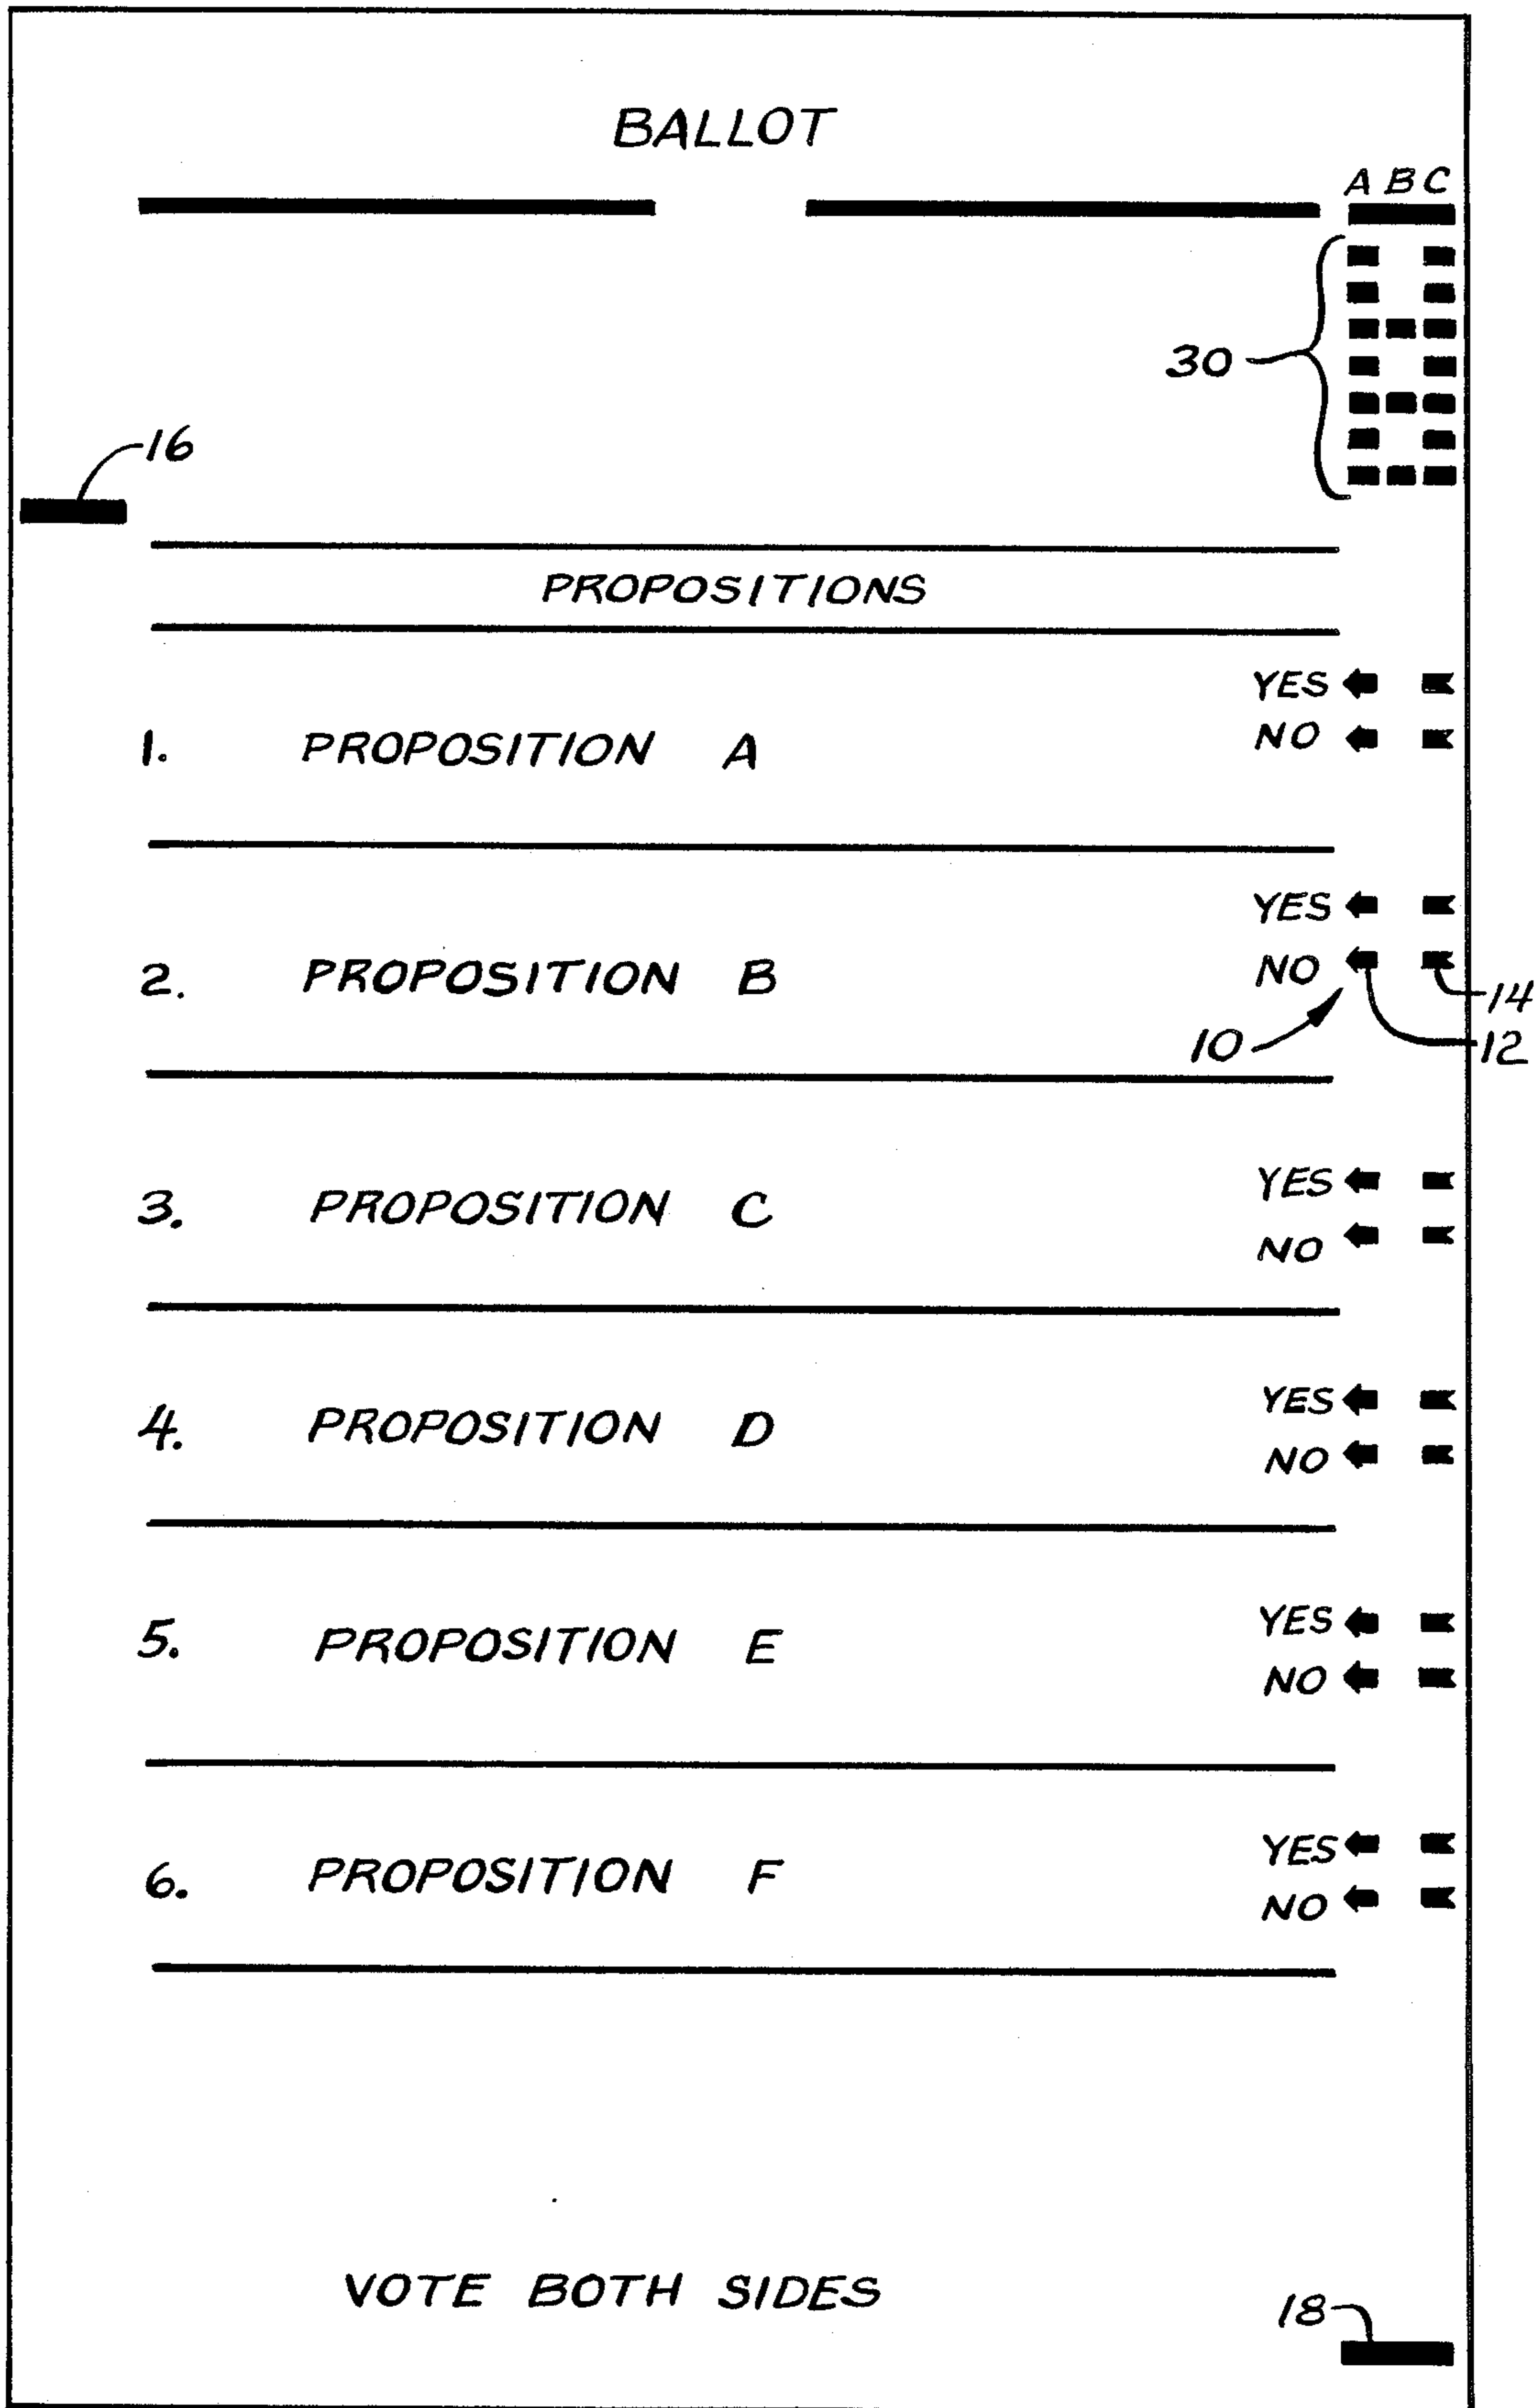 BALLOT
A B C
30
16
PROPOSITIONS
YES
NO
1. PROPOSITION A
YES
2. PROPOSITION B
NO
14
10
12
YES
3. PROPOSITION C
NO
YES
4. PROPOSITION D
NO
YES
5. PROPOSITION E
NO
YES
6. PROPOSITION F
NO
VOTE BOTH SIDES
18